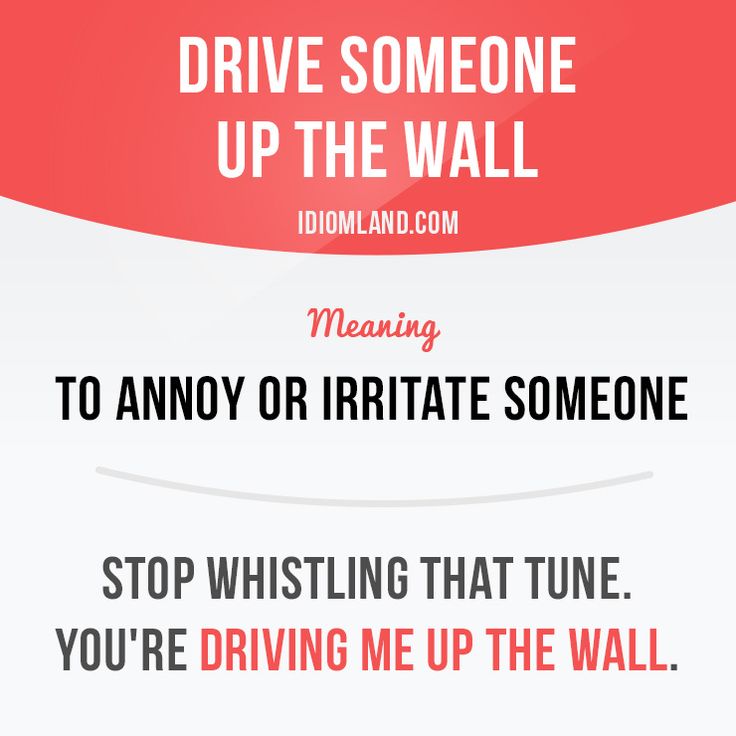 DRIVE SOMEONE
UP THE WALL
IDIOMLAND.COM
Meaning
TO ANNOY OR IRRITATE SOMEONE
STOP WHISTLING THAT TUNE.
YOU'RE DRIVING ME UP THE WALL.